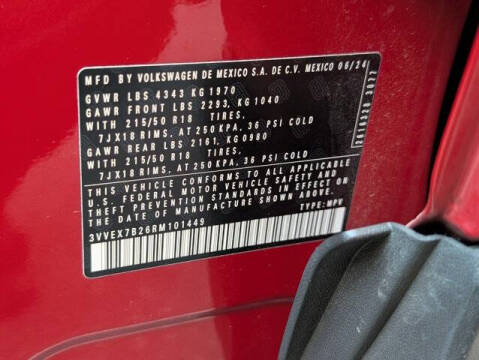 MFD BY VOLKSWAGEN DE MEXICO S.A. DE C.V. MEXICO 06/24
GVWR LBS 4343 KG 1970
GAWR FRONT LBS 2293, KG 1040
WITH 215/50 R18 TIRES,
7JX18 RIMS, AT 250 KPA, 36 PSI COLD
GAWR REAR LBS 2161, KG 0980
WITH 215/50 R18 TIRES,
7JX18 RIMS, AT 250 KPA, 36 PSI COLD
THIS VEHICLE CONFORMS TO ALL APPLICABLE
U.S. FEDERAL MOTOR VEHICLE SAFETY AND
THEFT PREVENTION STANDARDS IN EFFECT ON THE
DATE OF MANUFACTURE SHOWN ABOVE.
3VVEX7B26RM101449 TYPE: MPV